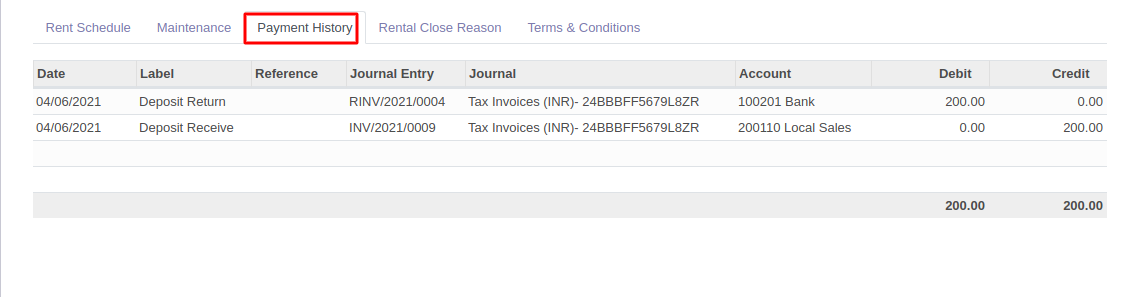 Rent Schedule Maintenance Payment History Rental Close Reason Terms & Conditions
Date Label Reference Journal Entry Journal Account Debit Credit
04/06/2021 Deposit Return RINV/2021/0004 Tax Invoices (INR)- 24BBBFF5679L8ZR 100201 Bank 200.00 0.00
04/06/2021 Deposit Receive INV/2021/0009 Tax Invoices (INR)- 24BBBFF5679L8ZR 200110 Local Sales 0.00 200.00
200.00 200.00